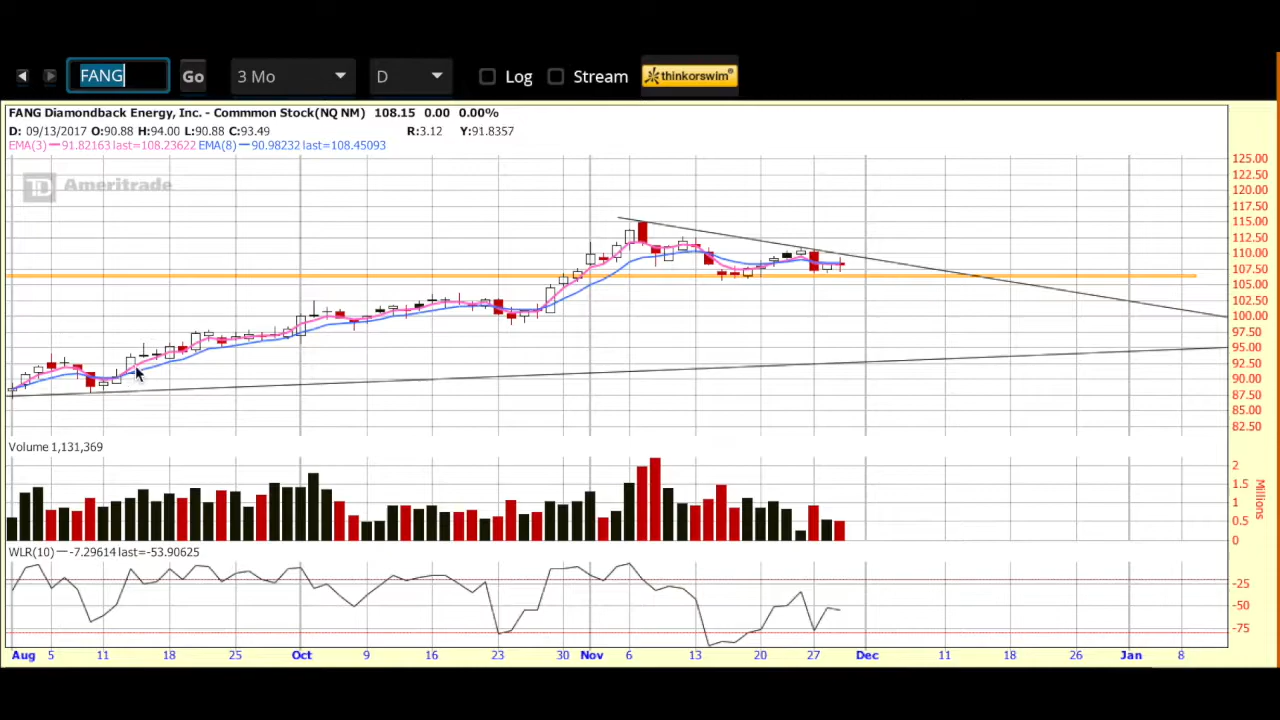 FANG Go 3 Mo D Log Stream thinkorswim
FANG Diamondback Energy, Inc. - Commmon Stock(NQ NM) 108.15 0.00 0.00%
D: 09/13/2017 O:90.88 H:94.00 L:90.88 C:93.49 R:3.12 Y:91.8357
EMA(3) 91.82163 last=108.23622 EMA(8) 90.98232 last=108.45093
TD Ameritrade
125.00
122.50
120.00
117.50
115.00
112.50
110.00
107.50
105.00
102.50
100.00
97.50
95.00
92.50
90.00
87.50
85.00
82.50
Volume 1,131,369
2
1.5
1
0.5
0
Millions
WLR(10) -7.29614 last=-53.90625
-25
-50
-75
Aug 5 11 18 25 Oct 9 16 23 30 Nov 6 13 20 27 Dec 11 18 26 Jan 8